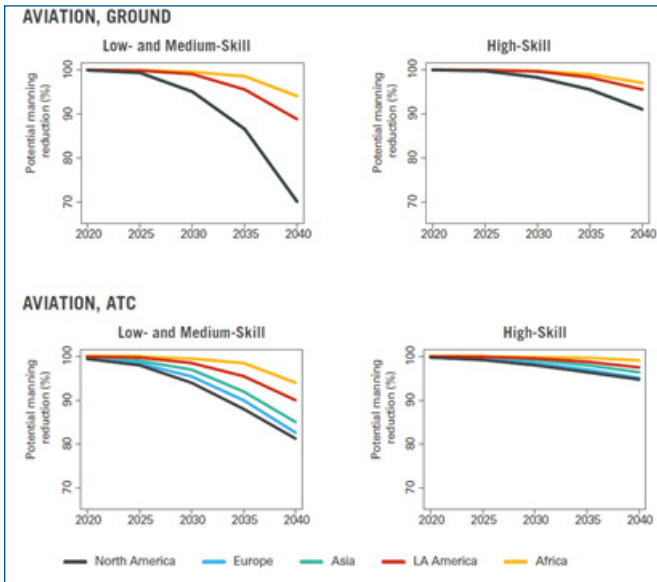 AVIATION, GROUND
Low- and Medium-Skill
High-Skill
Potential manning
reduction (%)
100
90
80
70
2020 2025 2030 2035 2040
Potential manning
reduction (%)
100
90
80
70
2020 2025 2030 2035 2040
AVIATION, ATC
Low- and Medium-Skill
High-Skill
Potential manning
reduction (%)
100
90
80
70
2020 2025 2030 2035 2040
Potential manning
reduction (%)
100
90
80
70
2020 2025 2030 2035 2040
North America Europe Asia LA America Africa